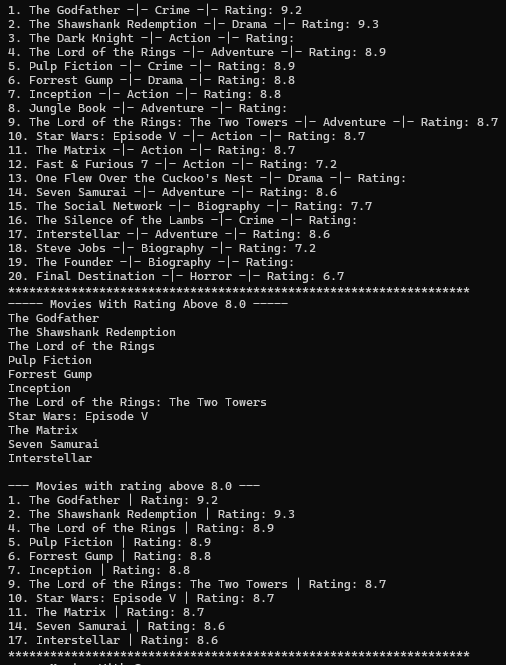 1. The Godfather -|- Crime -|- Rating: 9.2
2. The Shawshank Redemption -|- Drama -|- Rating: 9.3
3. The Dark Knight -|- Action -|- Rating:
4. The Lord of the Rings -|- Adventure -|- Rating: 8.9
5. Pulp Fiction -|- Crime -|- Rating: 8.9
6. Forrest Gump -|- Drama -|- Rating: 8.8
7. Inception -|- Action -|- Rating: 8.8
8. Jungle Book -|- Adventure -|- Rating:
9. The Lord of the Rings: The Two Towers -|- Adventure -|- Rating: 8.7
10. Star Wars: Episode V -|- Action -|- Rating: 8.7
11. The Matrix -|- Action -|- Rating: 8.7
12. Fast & Furious 7 -|- Action -|- Rating: 7.2
13. One Flew Over the Cuckoo's Nest -|- Drama -|- Rating:
14. Seven Samurai -|- Adventure -|- Rating: 8.6
15. The Social Network -|- Biography -|- Rating: 7.7
16. The Silence of the Lambs -|- Crime -|- Rating:
17. Interstellar -|- Adventure -|- Rating: 8.6
18. Steve Jobs -|- Biography -|- Rating: 7.2
19. The Founder -|- Biography -|- Rating:
20. Final Destination -|- Horror -|- Rating: 6.7
******************************************************************
----- Movies With Rating Above 8.0 -----
The Godfather
The Shawshank Redemption
The Lord of the Rings
Pulp Fiction
Forrest Gump
Inception
The Lord of the Rings: The Two Towers
Star Wars: Episode V
The Matrix
Seven Samurai
Interstellar
--- Movies with rating above 8.0 ---
1. The Godfather | Rating: 9.2
2. The Shawshank Redemption | Rating: 9.3
4. The Lord of the Rings | Rating: 8.9
5. Pulp Fiction | Rating: 8.9
6. Forrest Gump | Rating: 8.8
7. Inception | Rating: 8.8
9. The Lord of the Rings: The Two Towers | Rating: 8.7
10. Star Wars: Episode V | Rating: 8.7
11. The Matrix | Rating: 8.7
14. Seven Samurai | Rating: 8.6
17. Interstellar | Rating: 8.6
******************************************************************